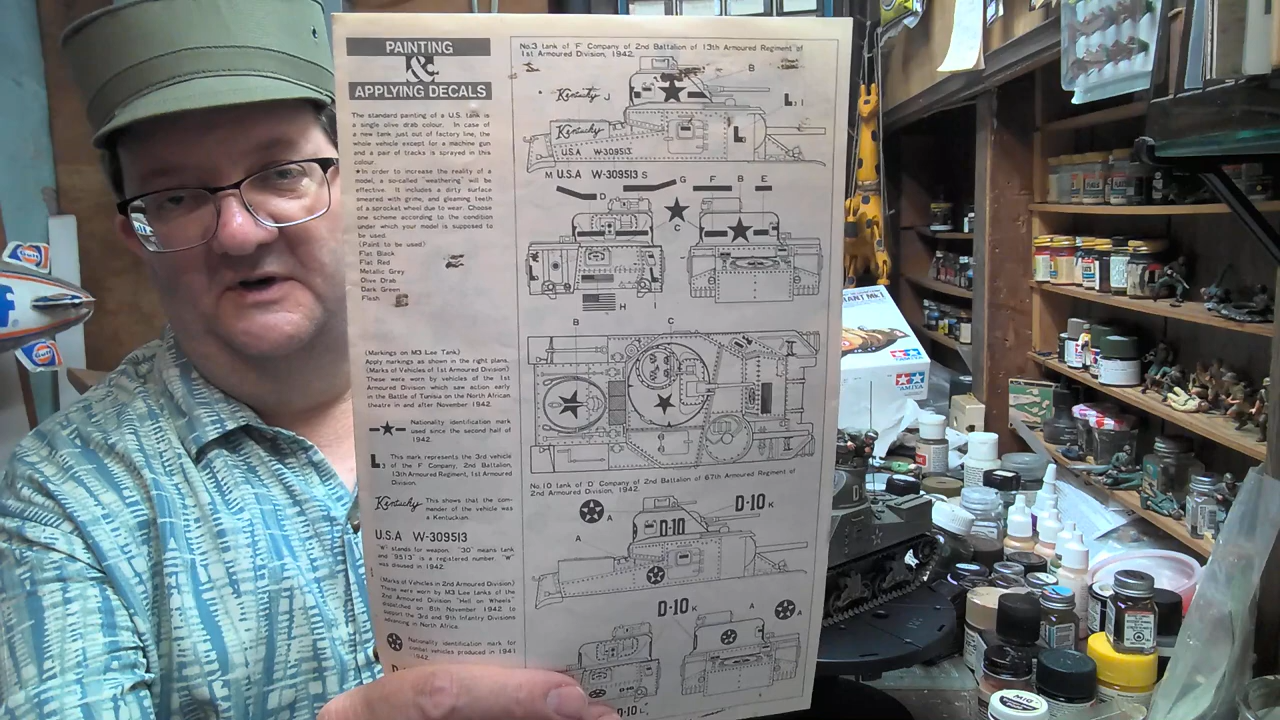 PAINTING
&
APPLYING DECALS
The standard painting of a U.S. tank is
a single olive drab colour. In case of
a new tank just out of factory line, the
whole vehicle except for a machine gun
and a pair of tracks is sprayed in this
colour.
★In order to increase the reality of a
model, a so-called "weathering" will be
effective. It includes a dirty surface
smeared with grime, and gleaming teeth
of a sprocket wheel due to wear. Choose
one scheme according to the condition
under which your model is supposed to
be used.
(Paint to be used)
Flat Black
Flat Red
Metallic Grey
Olive Drab
Dark Green
Flesh
(Markings on M3 Lee Tank)
Apply markings as shown in the right plans.
(Marks of Vehicles of 1st Armoured Division)
These were worn by vehicles of the 1st
Armoured Division which saw action early
in the Battle of Tunisia on the North African
theatre in and after November 1942.
Nationality identification mark
used since the second half of
1942.
L3
This mark represents the 3rd vehicle
of the 'F' Company, 2nd Battalion,
13th Armoured Regiment, 1st Armoured
Division.
Kentucky
This shows that the com-
mander of the vehicle was
a Kentuckian.
U.S.A W-309513
"W" stands for weapon. "30" means tank
and "9513" is a registered number. "W"
was disused in 1942.
(Marks of Vehicles in 2nd Armoured Division)
These were worn by M3 Lee tanks of the
2nd Armoured Division "Hell on Wheels"
dispatched on 8th November 1942 to
support the 3rd and 9th Infantry Divisions
advancing in North Africa.
Nationality identification mark for
combat vehicles produced in 1941
1942.
No.3 tank of 'F' Company of 2nd Battalion of 13th Armoured Regiment of
1st Armoured Division, 1942.
B
Kentucky J
L3 I
Kentucky
L
U.S.A W-309513
M U.S.A W-309513 S
D
G
F
B
E
C
L
H
I
B
C
No.10 tank of 'D' Company of 2nd Battalion of 67th Armoured Regiment of
2nd Armoured Division, 1942.
A
D-10 K
D-10
A
D-10 K
A
A
D-10 L
Gulf
Gulf
f
TAMIYA
TAMIYA
MIG